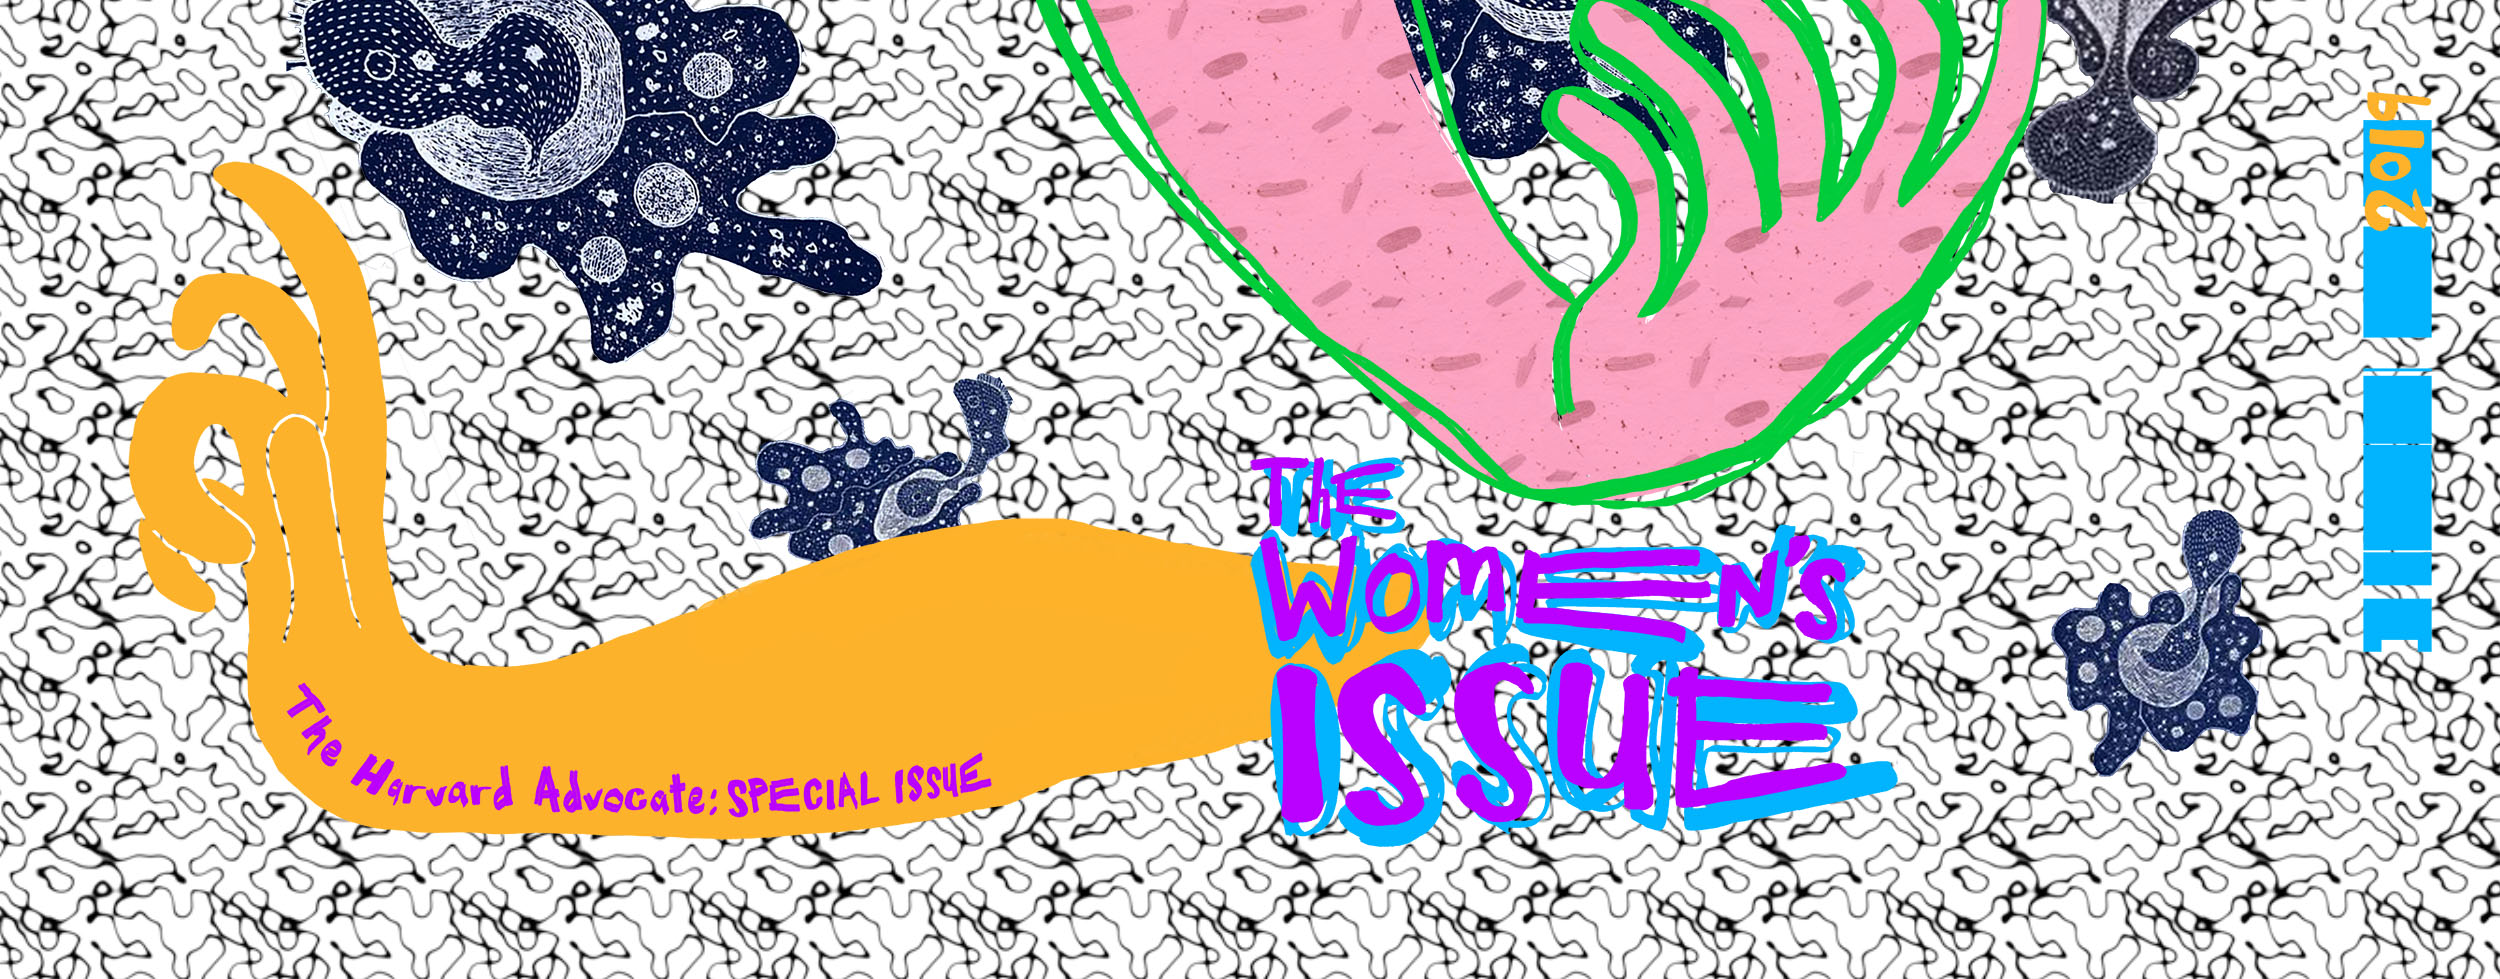 The
Women's
ISSUE
The Harvard Advocate: SPECIAL ISSUE
2019